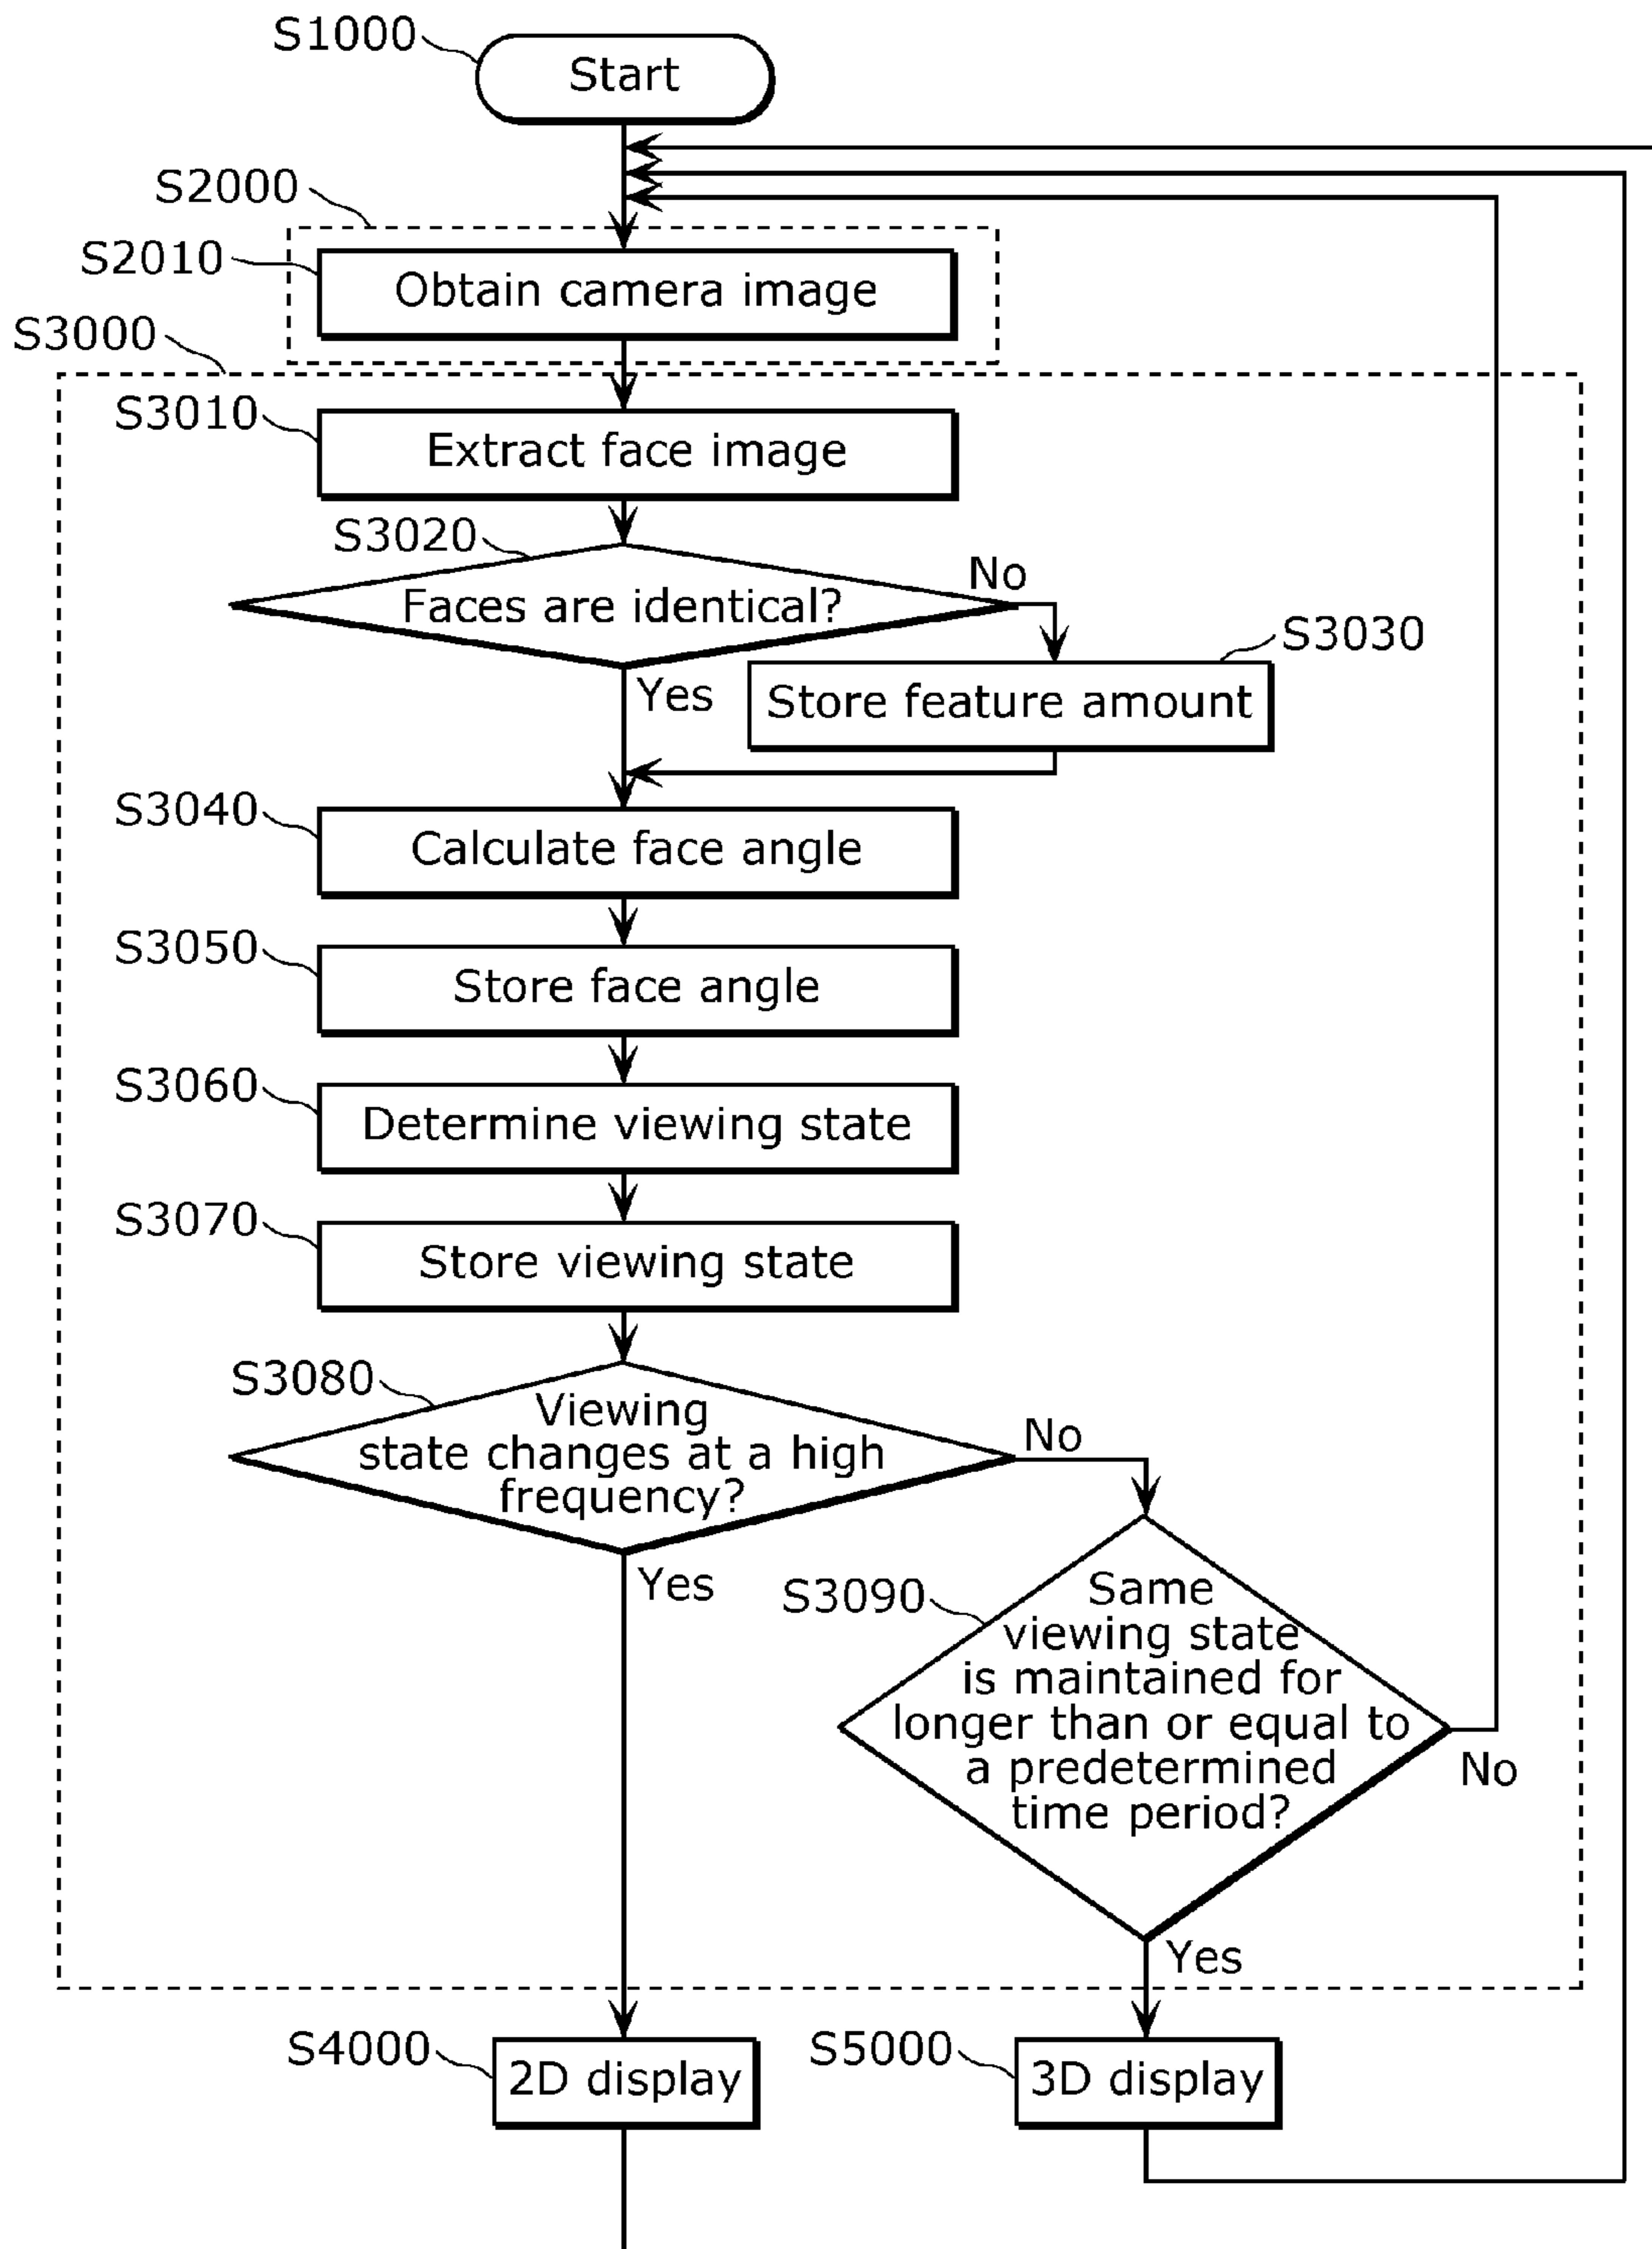 S1000
Start
S2000
S2010
Obtain camera image
S3000
S3010
Extract face image
S3020
Faces are identical?
No
Yes
S3030
Store feature amount
S3040
Calculate face angle
S3050
Store face angle
S3060
Determine viewing state
S3070
Store viewing state
S3080
Viewing
state changes at a high
frequency?
No
Yes
S3090
Same
viewing state
is maintained for
longer than or equal to
a predetermined
time period?
No
Yes
S4000
2D display
S5000
3D display